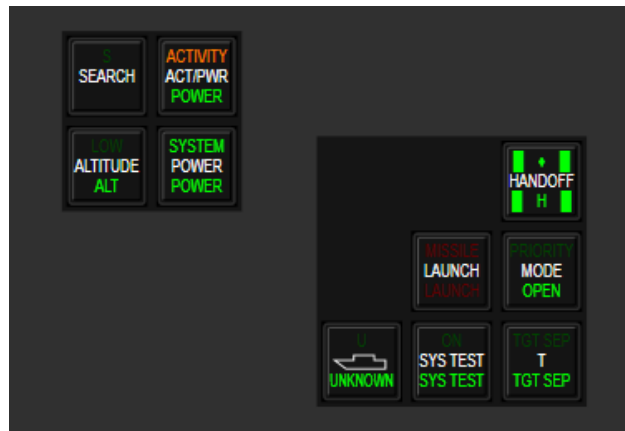 S
SEARCH
ACTIVITY
ACT/PWR
POWER
LOW
ALTITUDE
ALT
SYSTEM
POWER
POWER
HANDOFF
H
MISSILE
LAUNCH
LAUNCH
PRIORITY
MODE
OPEN
U
UNKNOWN
ON
SYS TEST
SYS TEST
TGT SEP
T
TGT SEP